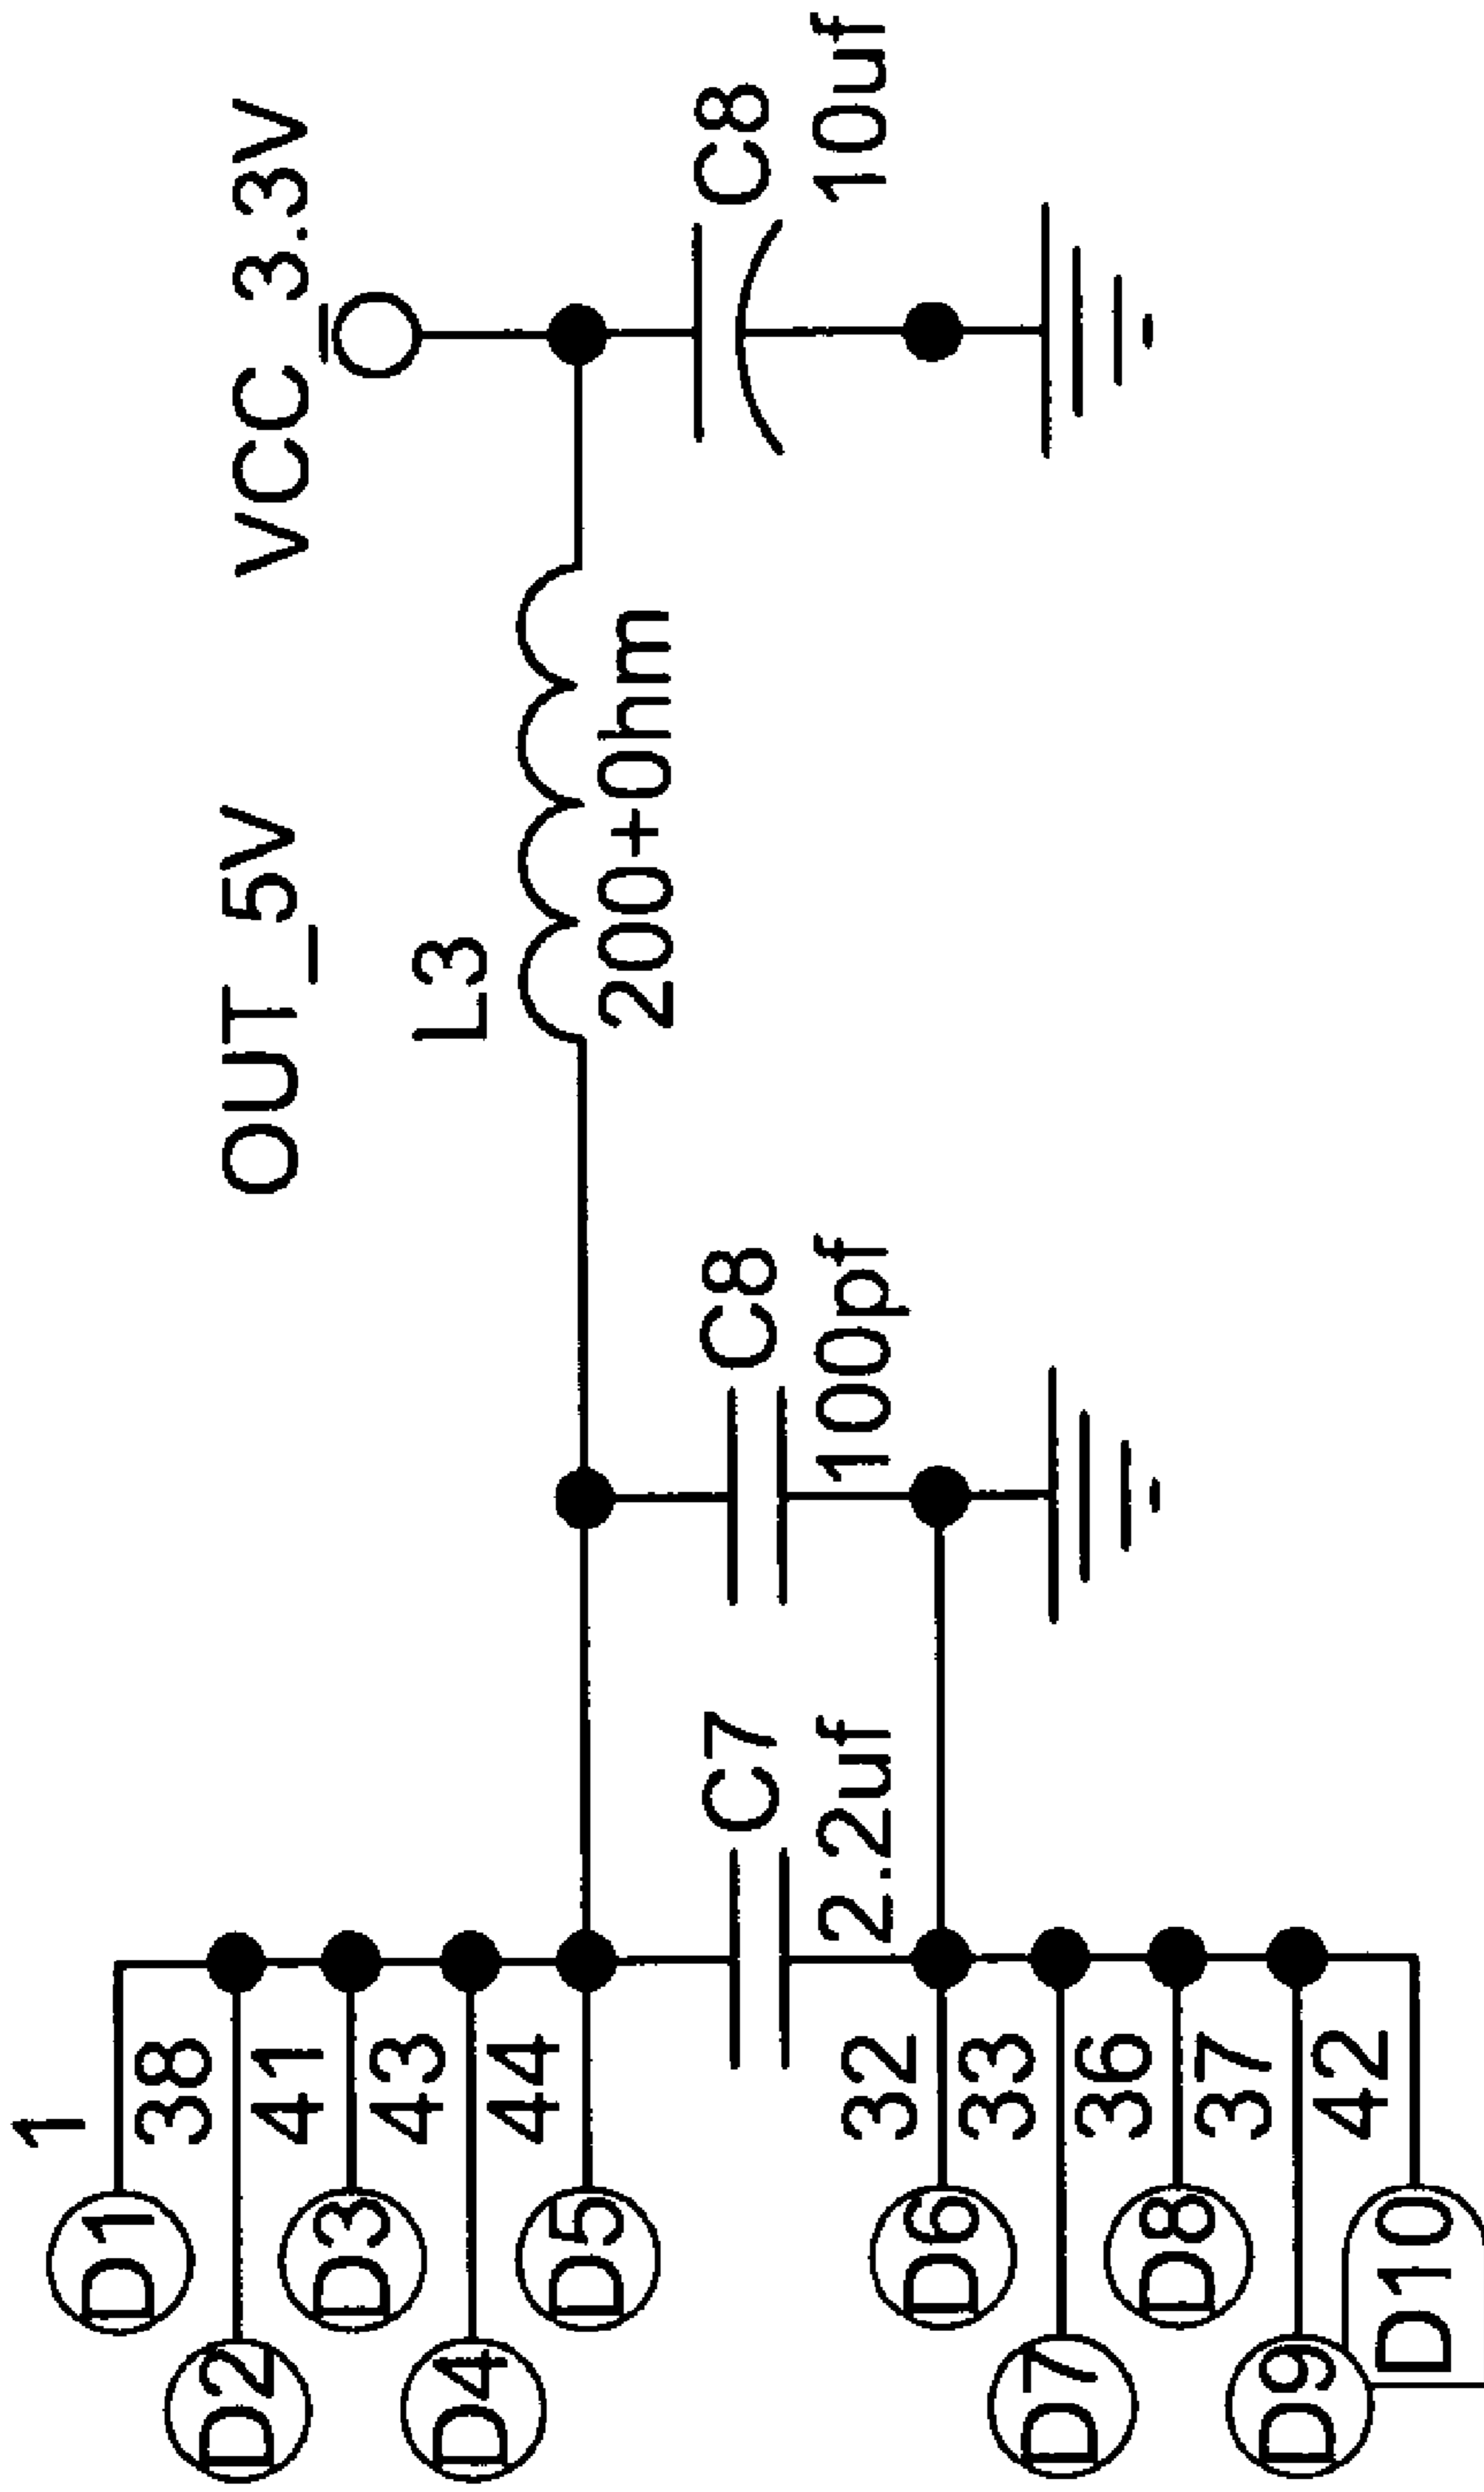 OUT_5V
VCC_3.3V
L3
200+0hm
C7
2.2uf
C8
100pf
C8
10uf
1
D1
38
D2
41
D3
43
D4
44
D5
32
D6
33
D7
36
D8
37
D9
42
D10